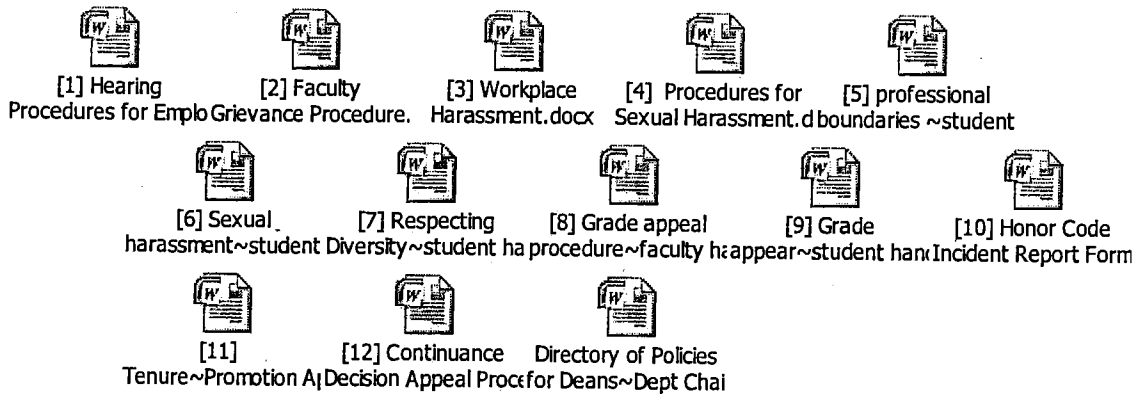 [1] Hearing [2] Faculty [3] Workplace [4] Procedures for [5] professional
Procedures for Emplo Grievance Procedure. Harassment.docx Sexual Harassment.d boundaries ~student
[6] Sexual [7] Respecting [8] Grade appeal [9] Grade [10] Honor Code
harassment~student Diversity~student ha procedure~faculty ha appear~student han Incident Report Form
[11] [12] Continuance Directory of Policies
Tenure~Promotion A Decision Appeal Proce for Deans~Dept Chai